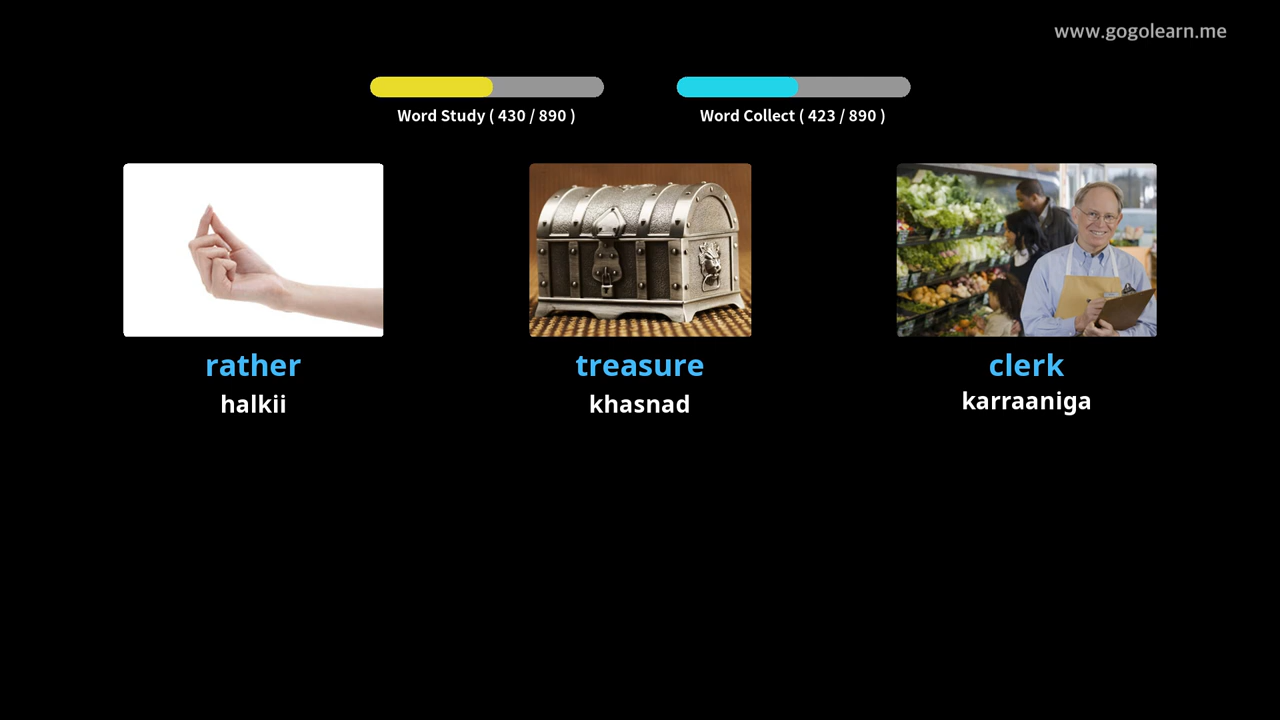 www.gogolearn.me
Word Study ( 430 / 890 )
Word Collect ( 423 / 890 )
rather
halkii
treasure
khasnad
clerk
karraaniga